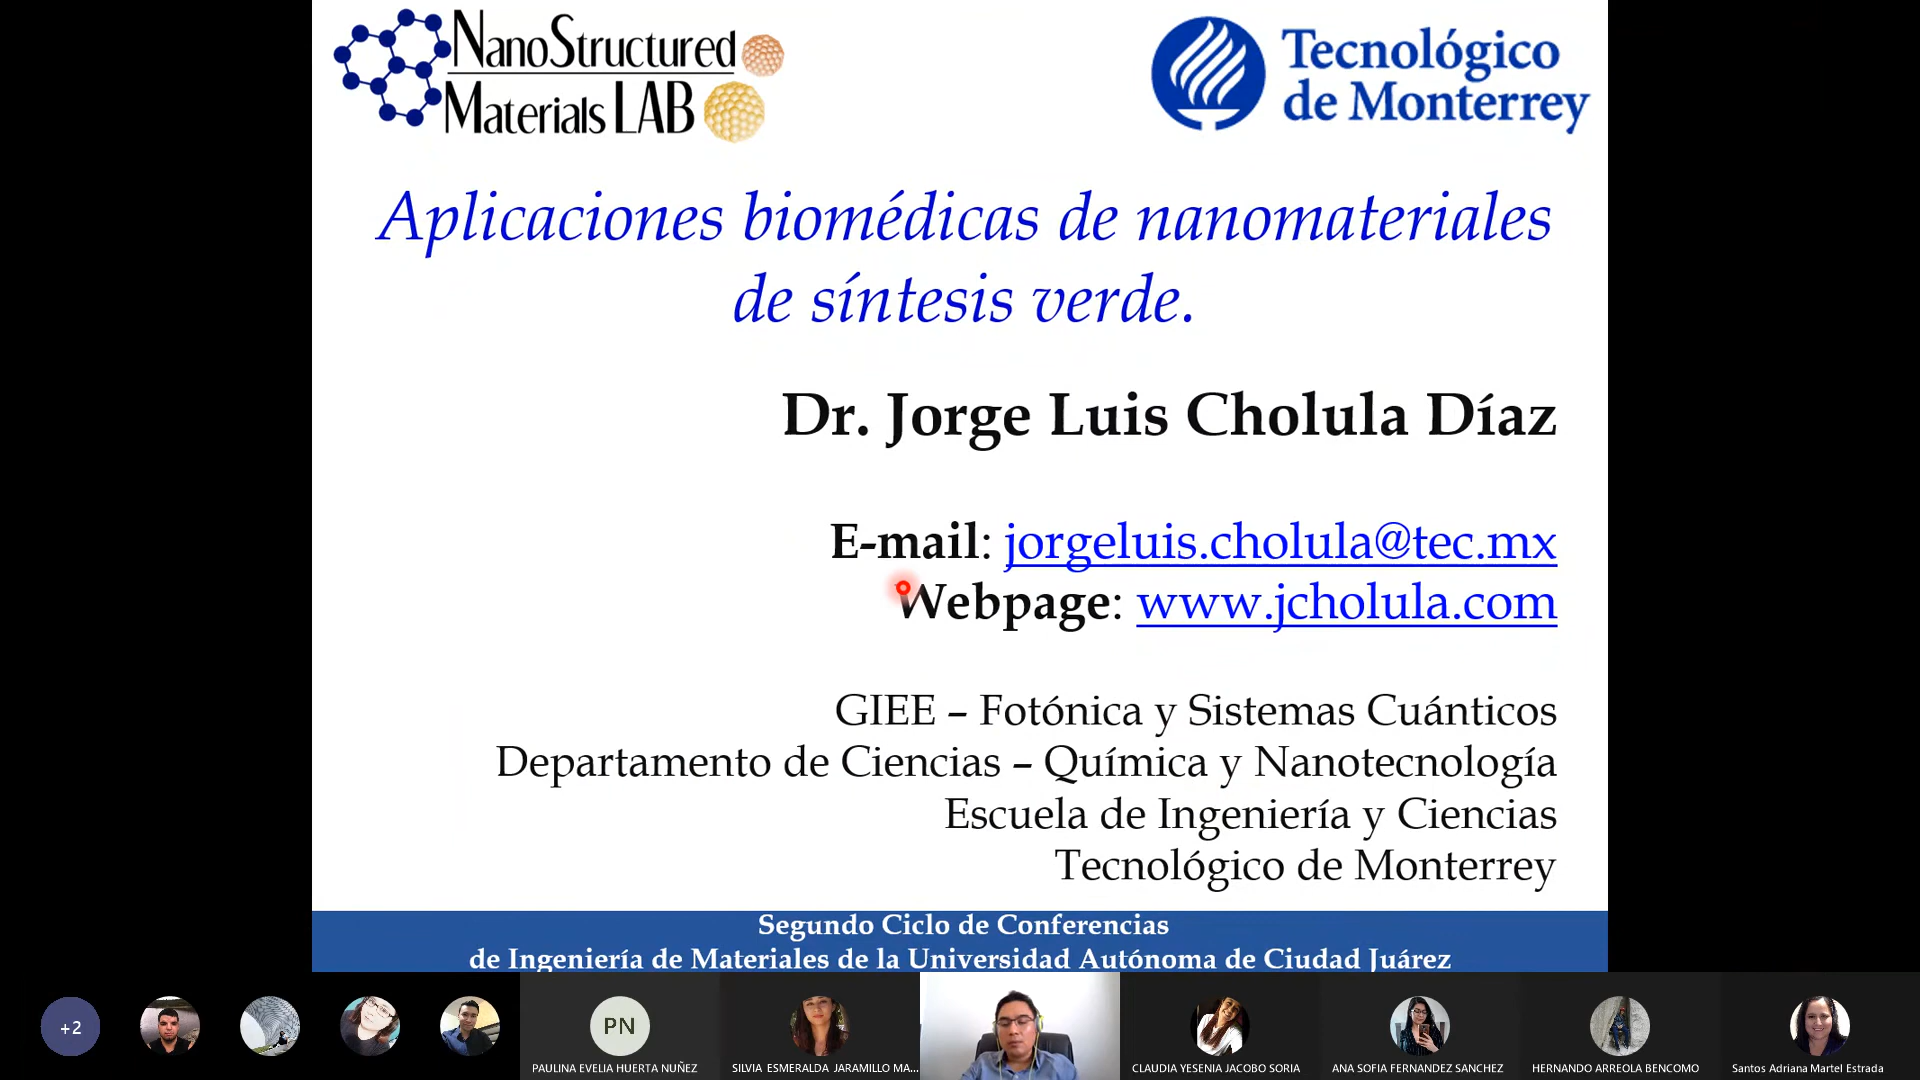 NanoStructured
Materials LAB
Tecnológico
de Monterrey
Aplicaciones biomédicas de nanomateriales
de síntesis verde.
Dr. Jorge Luis Cholula Díaz
E-mail: jorgeluis.cholula@tec.mx
Webpage: www.jcholula.com
GIEE – Fotónica y Sistemas Cuánticos
Departamento de Ciencias – Química y Nanotecnología
Escuela de Ingeniería y Ciencias
Tecnológico de Monterrey
Segundo Ciclo de Conferencias
de Ingeniería de Materiales de la Universidad Autónoma de Ciudad Juárez
+2
PN
PAULINA EVELIA HUERTA NUÑEZ
SILVIA ESMERALDA JARAMILLO MA...
CLAUDIA YESENIA JACOBO SORIA
ANA SOFIA FERNANDEZ SANCHEZ
HERNANDO ARREOLA BENCOMO
Santos Adriana Martel Estrada